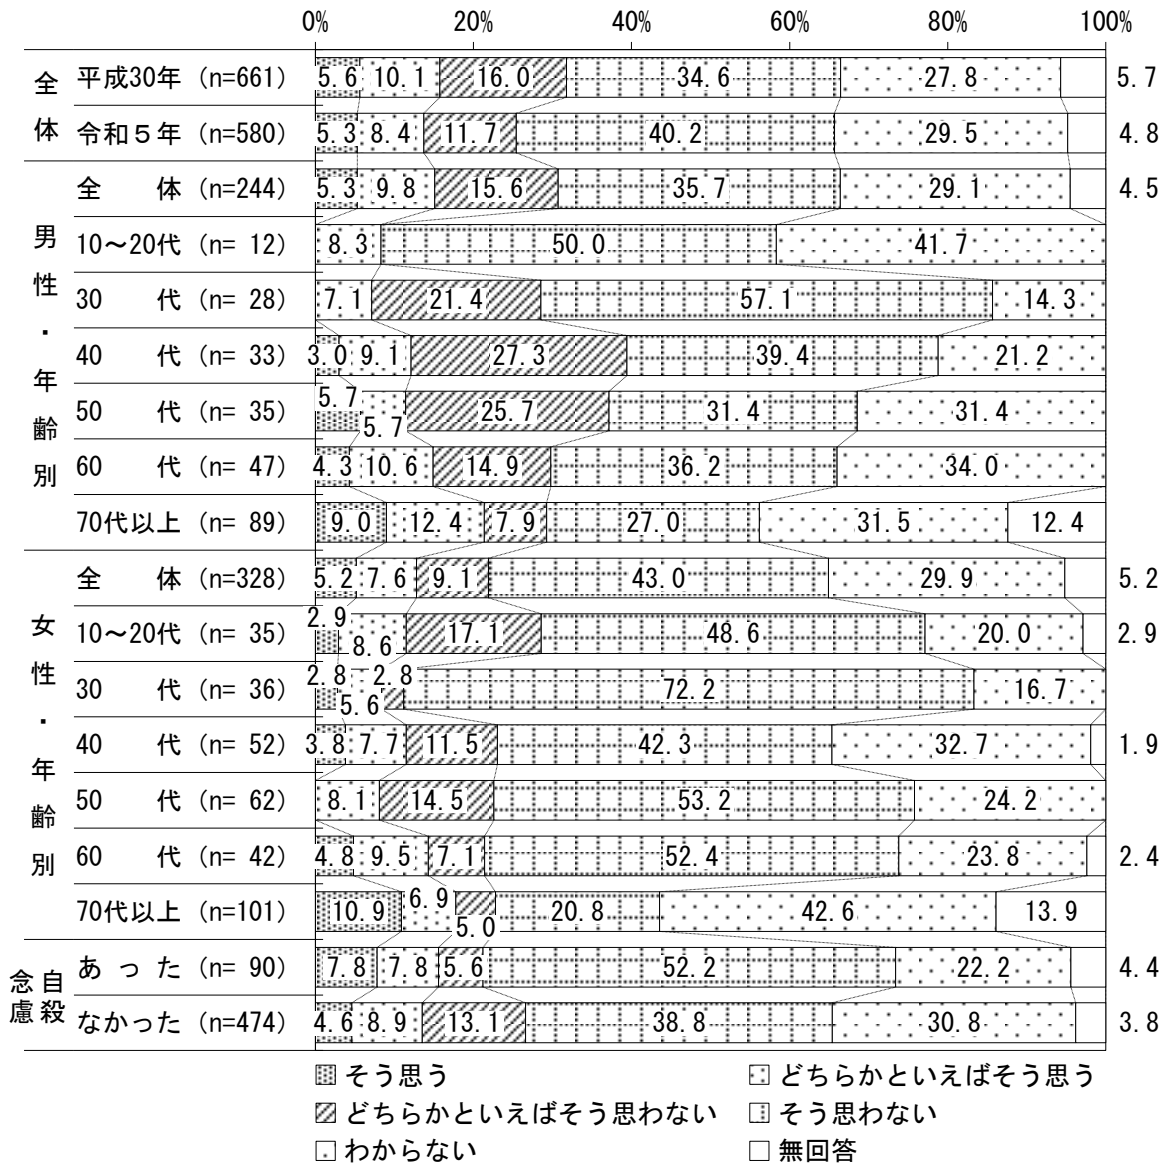 0% 20% 40% 60% 80% 100%
全体
平成30年 (n=661) 5.6 10.1 16.0 34.6 27.8 5.7
令和５年 (n=580) 5.3 8.4 11.7 40.2 29.5 4.8
男性・年齢別
全 体 (n=244) 5.3 9.8 15.6 35.7 29.1 4.5
10～20代 (n= 12) 8.3 50.0 41.7
30 代 (n= 28) 7.1 21.4 57.1 14.3
40 代 (n= 33) 3.0 9.1 27.3 39.4 21.2
50 代 (n= 35) 5.7 5.7 25.7 31.4 31.4
60 代 (n= 47) 4.3 10.6 14.9 36.2 34.0
70代以上 (n= 89) 9.0 12.4 7.9 27.0 31.5 12.4
女性・年齢別
全 体 (n=328) 5.2 7.6 9.1 43.0 29.9 5.2
10～20代 (n= 35) 2.9 8.6 17.1 48.6 20.0 2.9
30 代 (n= 36) 2.8 5.6 2.8 72.2 16.7
40 代 (n= 52) 3.8 7.7 11.5 42.3 32.7 1.9
50 代 (n= 62) 8.1 14.5 53.2 24.2
60 代 (n= 42) 4.8 9.5 7.1 52.4 23.8 2.4
70代以上 (n=101) 10.9 6.9 5.0 20.8 42.6 13.9
自殺念慮
あ っ た (n= 90) 7.8 7.8 5.6 52.2 22.2 4.4
なかった (n=474) 4.6 8.9 13.1 38.8 30.8 3.8
そう思う どちらかといえばそう思う
どちらかといえばそう思わない そう思わない
わからない 無回答